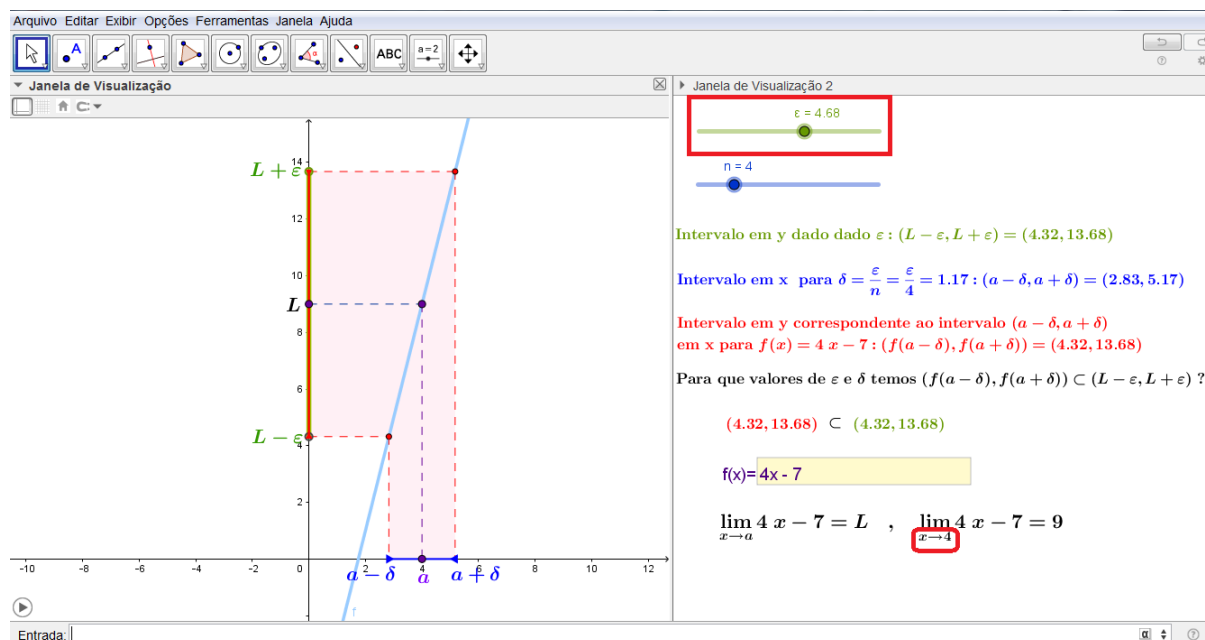 Arquivo Editar Exibir Opções Ferramentas Janela Ajuda
A ABC a=2
Janela de Visualização
Janela de Visualização 2
L + ε
L
L − ε
14
12
10
8
6
4
2
-10 -8 -6 -4 -2 0 2 4 6 8 10 12
a − δ a a + δ
f
ε = 4.68
n = 4
Intervalo em y dado dado ε : (L − ε, L + ε) = (4.32, 13.68)
Intervalo em x para δ = ε/n = ε/4 = 1.17 : (a − δ, a + δ) = (2.83, 5.17)
Intervalo em y correspondente ao intervalo (a − δ, a + δ)
em x para f(x) = 4 x − 7 : (f(a − δ), f(a + δ)) = (4.32, 13.68)
Para que valores de ε e δ temos (f(a − δ), f(a + δ)) ⊂ (L − ε, L + ε) ?
(4.32, 13.68) ⊂ (4.32, 13.68)
f(x)= 4x - 7
lim x→a 4 x − 7 = L , lim x→4 4 x − 7 = 9
Entrada:
α